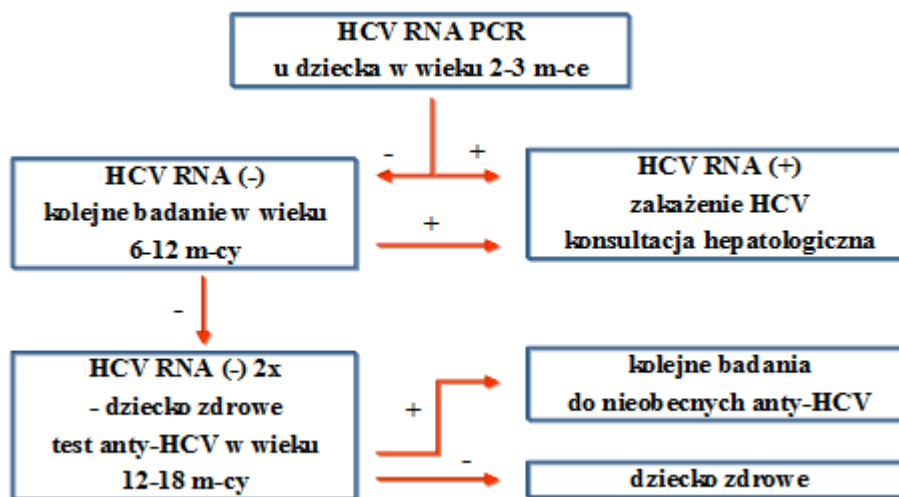 HCV RNA PCR
u dziecka w wieku 2-3 m-ce
- +
HCV RNA (-)
kolejne badanie w wieku
6-12 m-cy
+
HCV RNA (+)
zakażenie HCV
konsultacja hepatologiczna
-
HCV RNA (-) 2x
- dziecko zdrowe
test anty-HCV w wieku
12-18 m-cy
+
kolejne badania
do nieobecnych anty-HCV
-
dziecko zdrowe